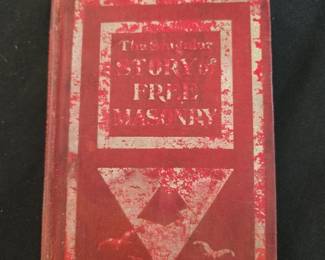 The Singular
STORY of
FREE
MASONRY